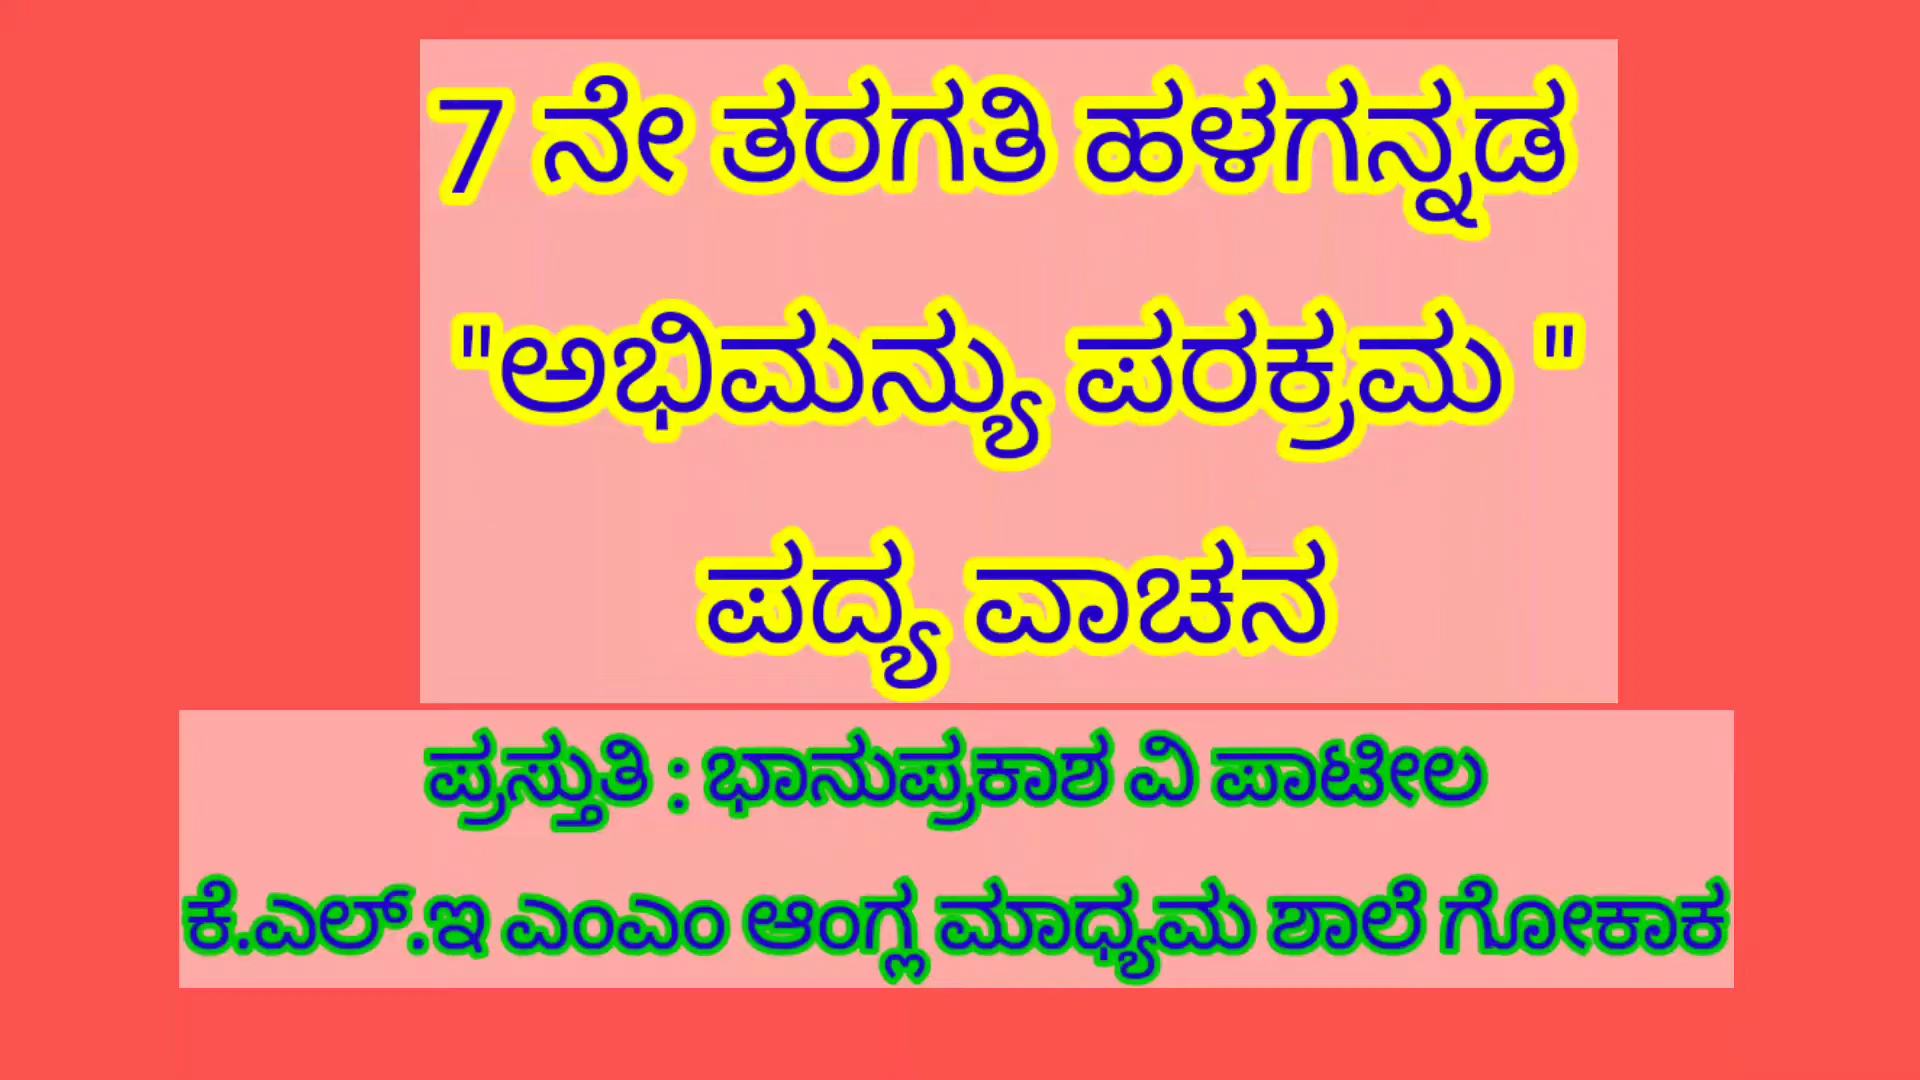 7 ನೇ ತರಗತಿ ಹಳಗನ್ನಡ
"ಅಭಿಮನ್ಯು ಪರಕ್ರಮ "
ಪದ್ಯ ವಾಚನ
ಪ್ರಸ್ತುತಿ : ಭಾನುಪ್ರಕಾಶ ವಿ ಪಾಟೀಲ
ಕೆ.ಎಲ್.ಇ ಎಂಎಂ ಆಂಗ್ಲ ಮಾಧ್ಯಮ ಶಾಲೆ ಗೋಕಾಕ